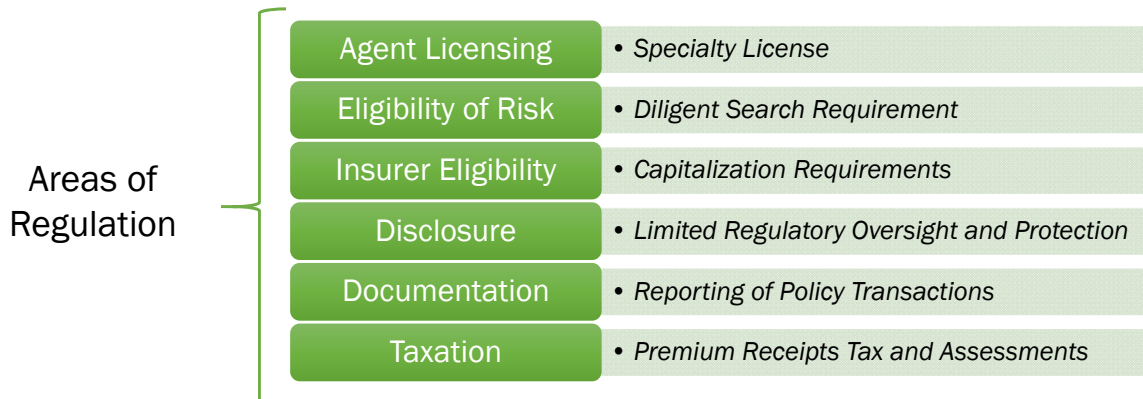 Areas of
Regulation
Agent Licensing
• Specialty License
Eligibility of Risk
• Diligent Search Requirement
Insurer Eligibility
• Capitalization Requirements
Disclosure
• Limited Regulatory Oversight and Protection
Documentation
• Reporting of Policy Transactions
Taxation
• Premium Receipts Tax and Assessments